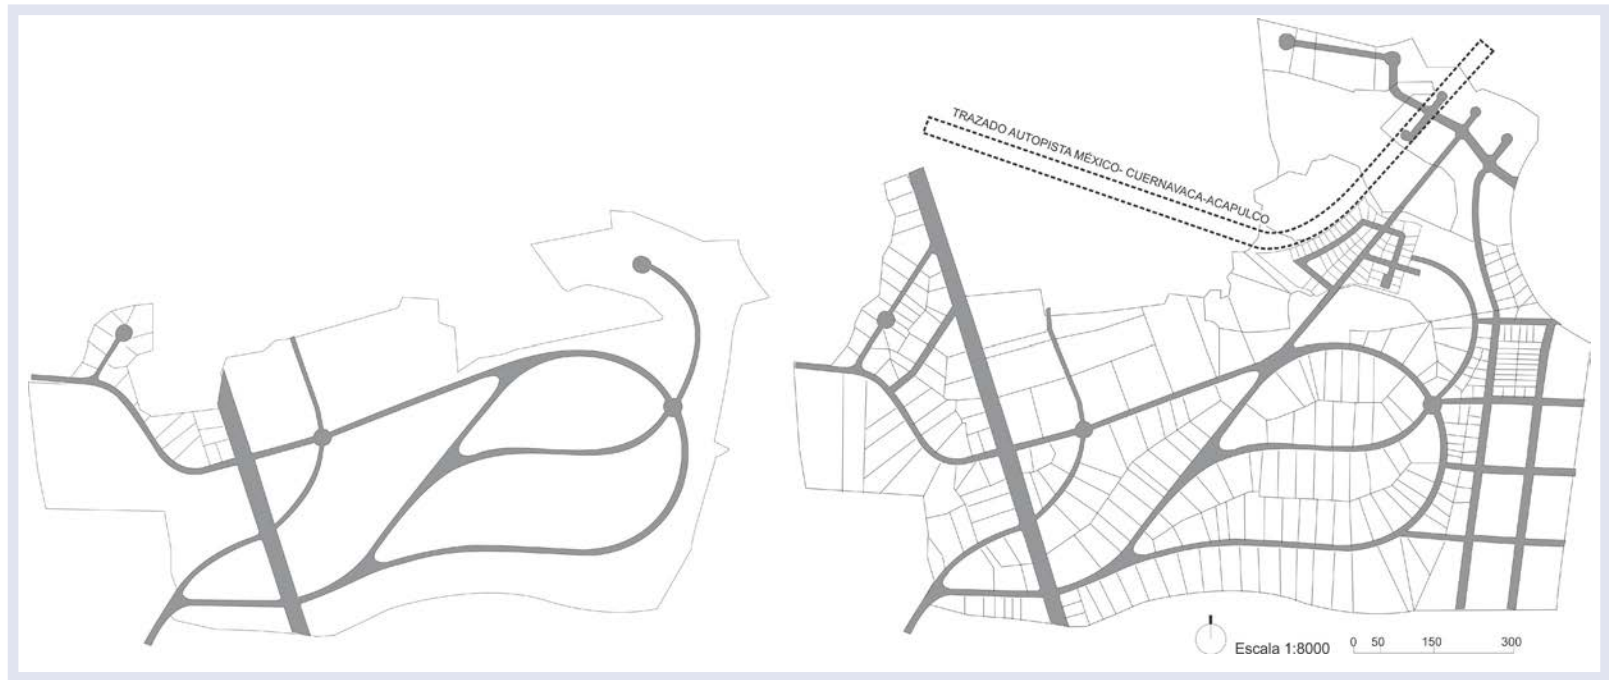 TRAZADO AUTOPISTA MÉXICO- CUERNAVACA-ACAPULCO
Escala 1:8000
0 50 150 300